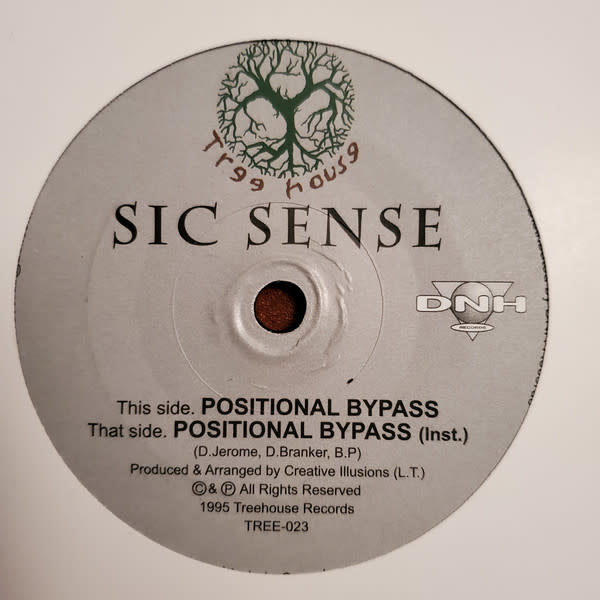 Tree house
SIC SENSE
DNH
RECORDS
This side. POSITIONAL BYPASS
That side. POSITIONAL BYPASS (Inst.)
(D.Jerome, D.Branker, B.P)
Produced & Arranged by Creative Illusions (L.T.)
©& ℗ All Rights Reserved
1995 Treehouse Records
TREE-023